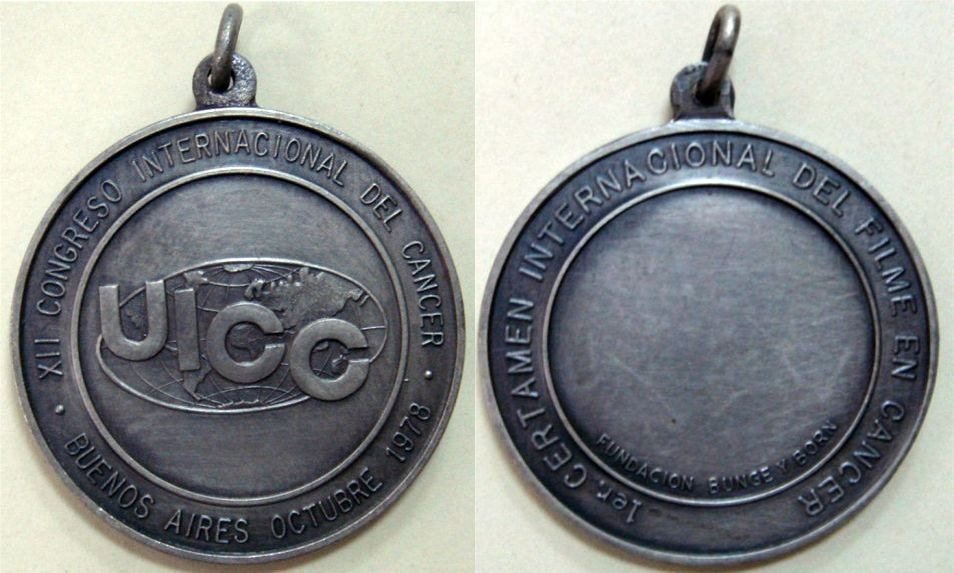 XII CONGRESO INTERNACIONAL DEL CANCER
UICC
BUENOS AIRES OCTUBRE 1978
1er. CERTAMEN INTERNACIONAL DEL FILME EN CANCER
FUNDACION BUNGE Y BORN